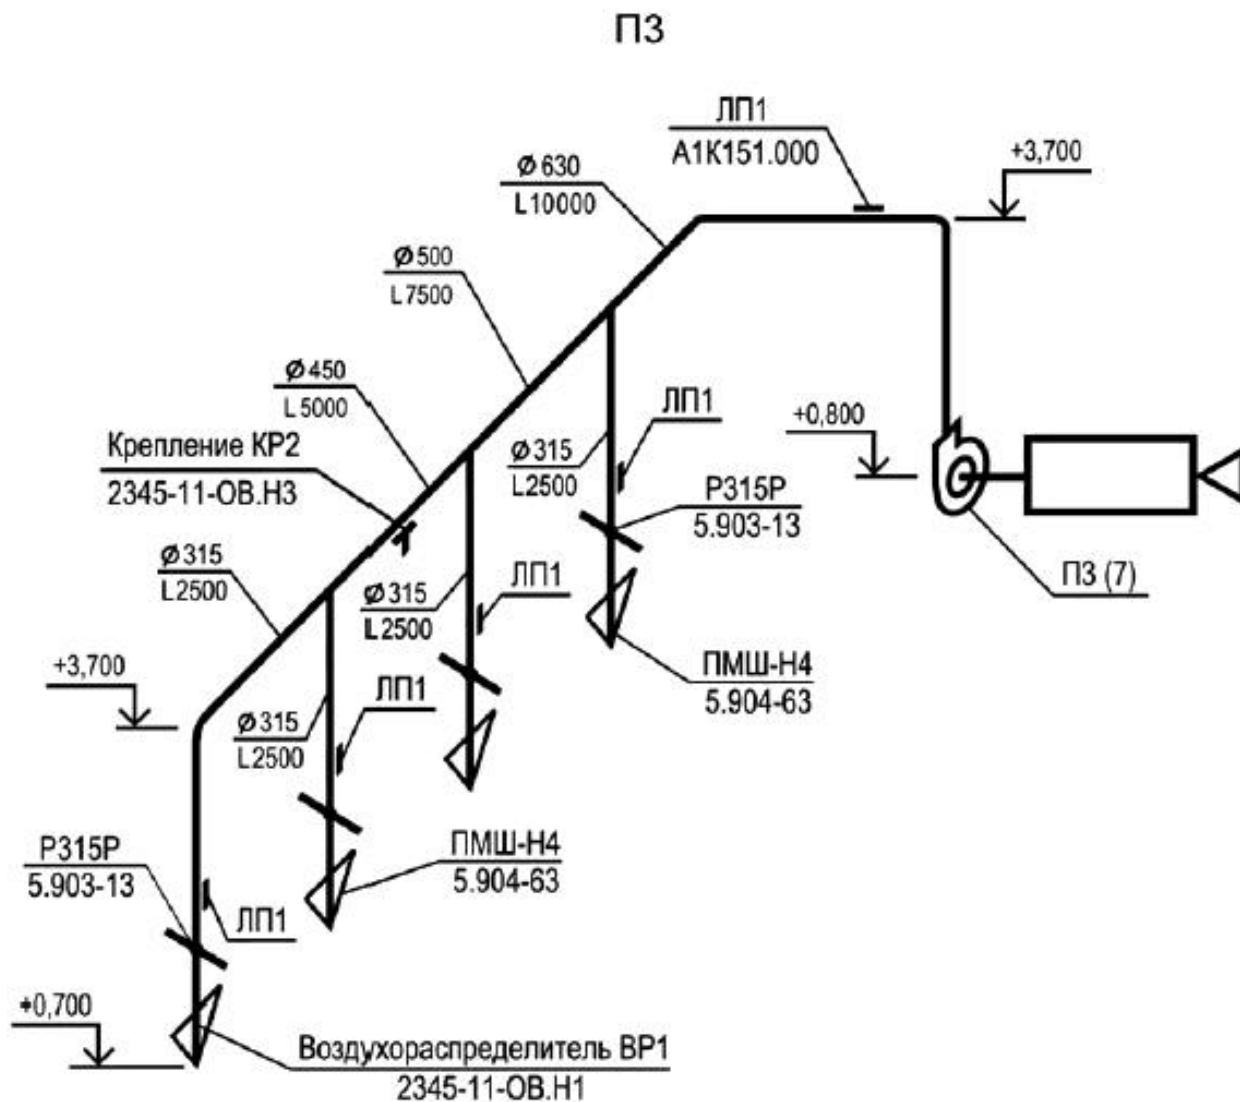 П3
ЛП1
А1К151.000
+3,700
Ø 630
L10000
Ø 500
L7500
Ø 450
L5000
ЛП1
+0,800
Крепление КР2
2345-11-ОВ.Н3
Ø 315
L2500
Р315Р
5.903-13
Ø 315
L2500
Ø 315
L2500
ЛП1
П3 (7)
+3,700
ПМШ-Н4
5.904-63
ЛП1
Ø 315
L2500
Р315Р
5.903-13
ПМШ-Н4
5.904-63
ЛП1
+0,700
Воздухораспределитель ВР1
2345-11-ОВ.Н1